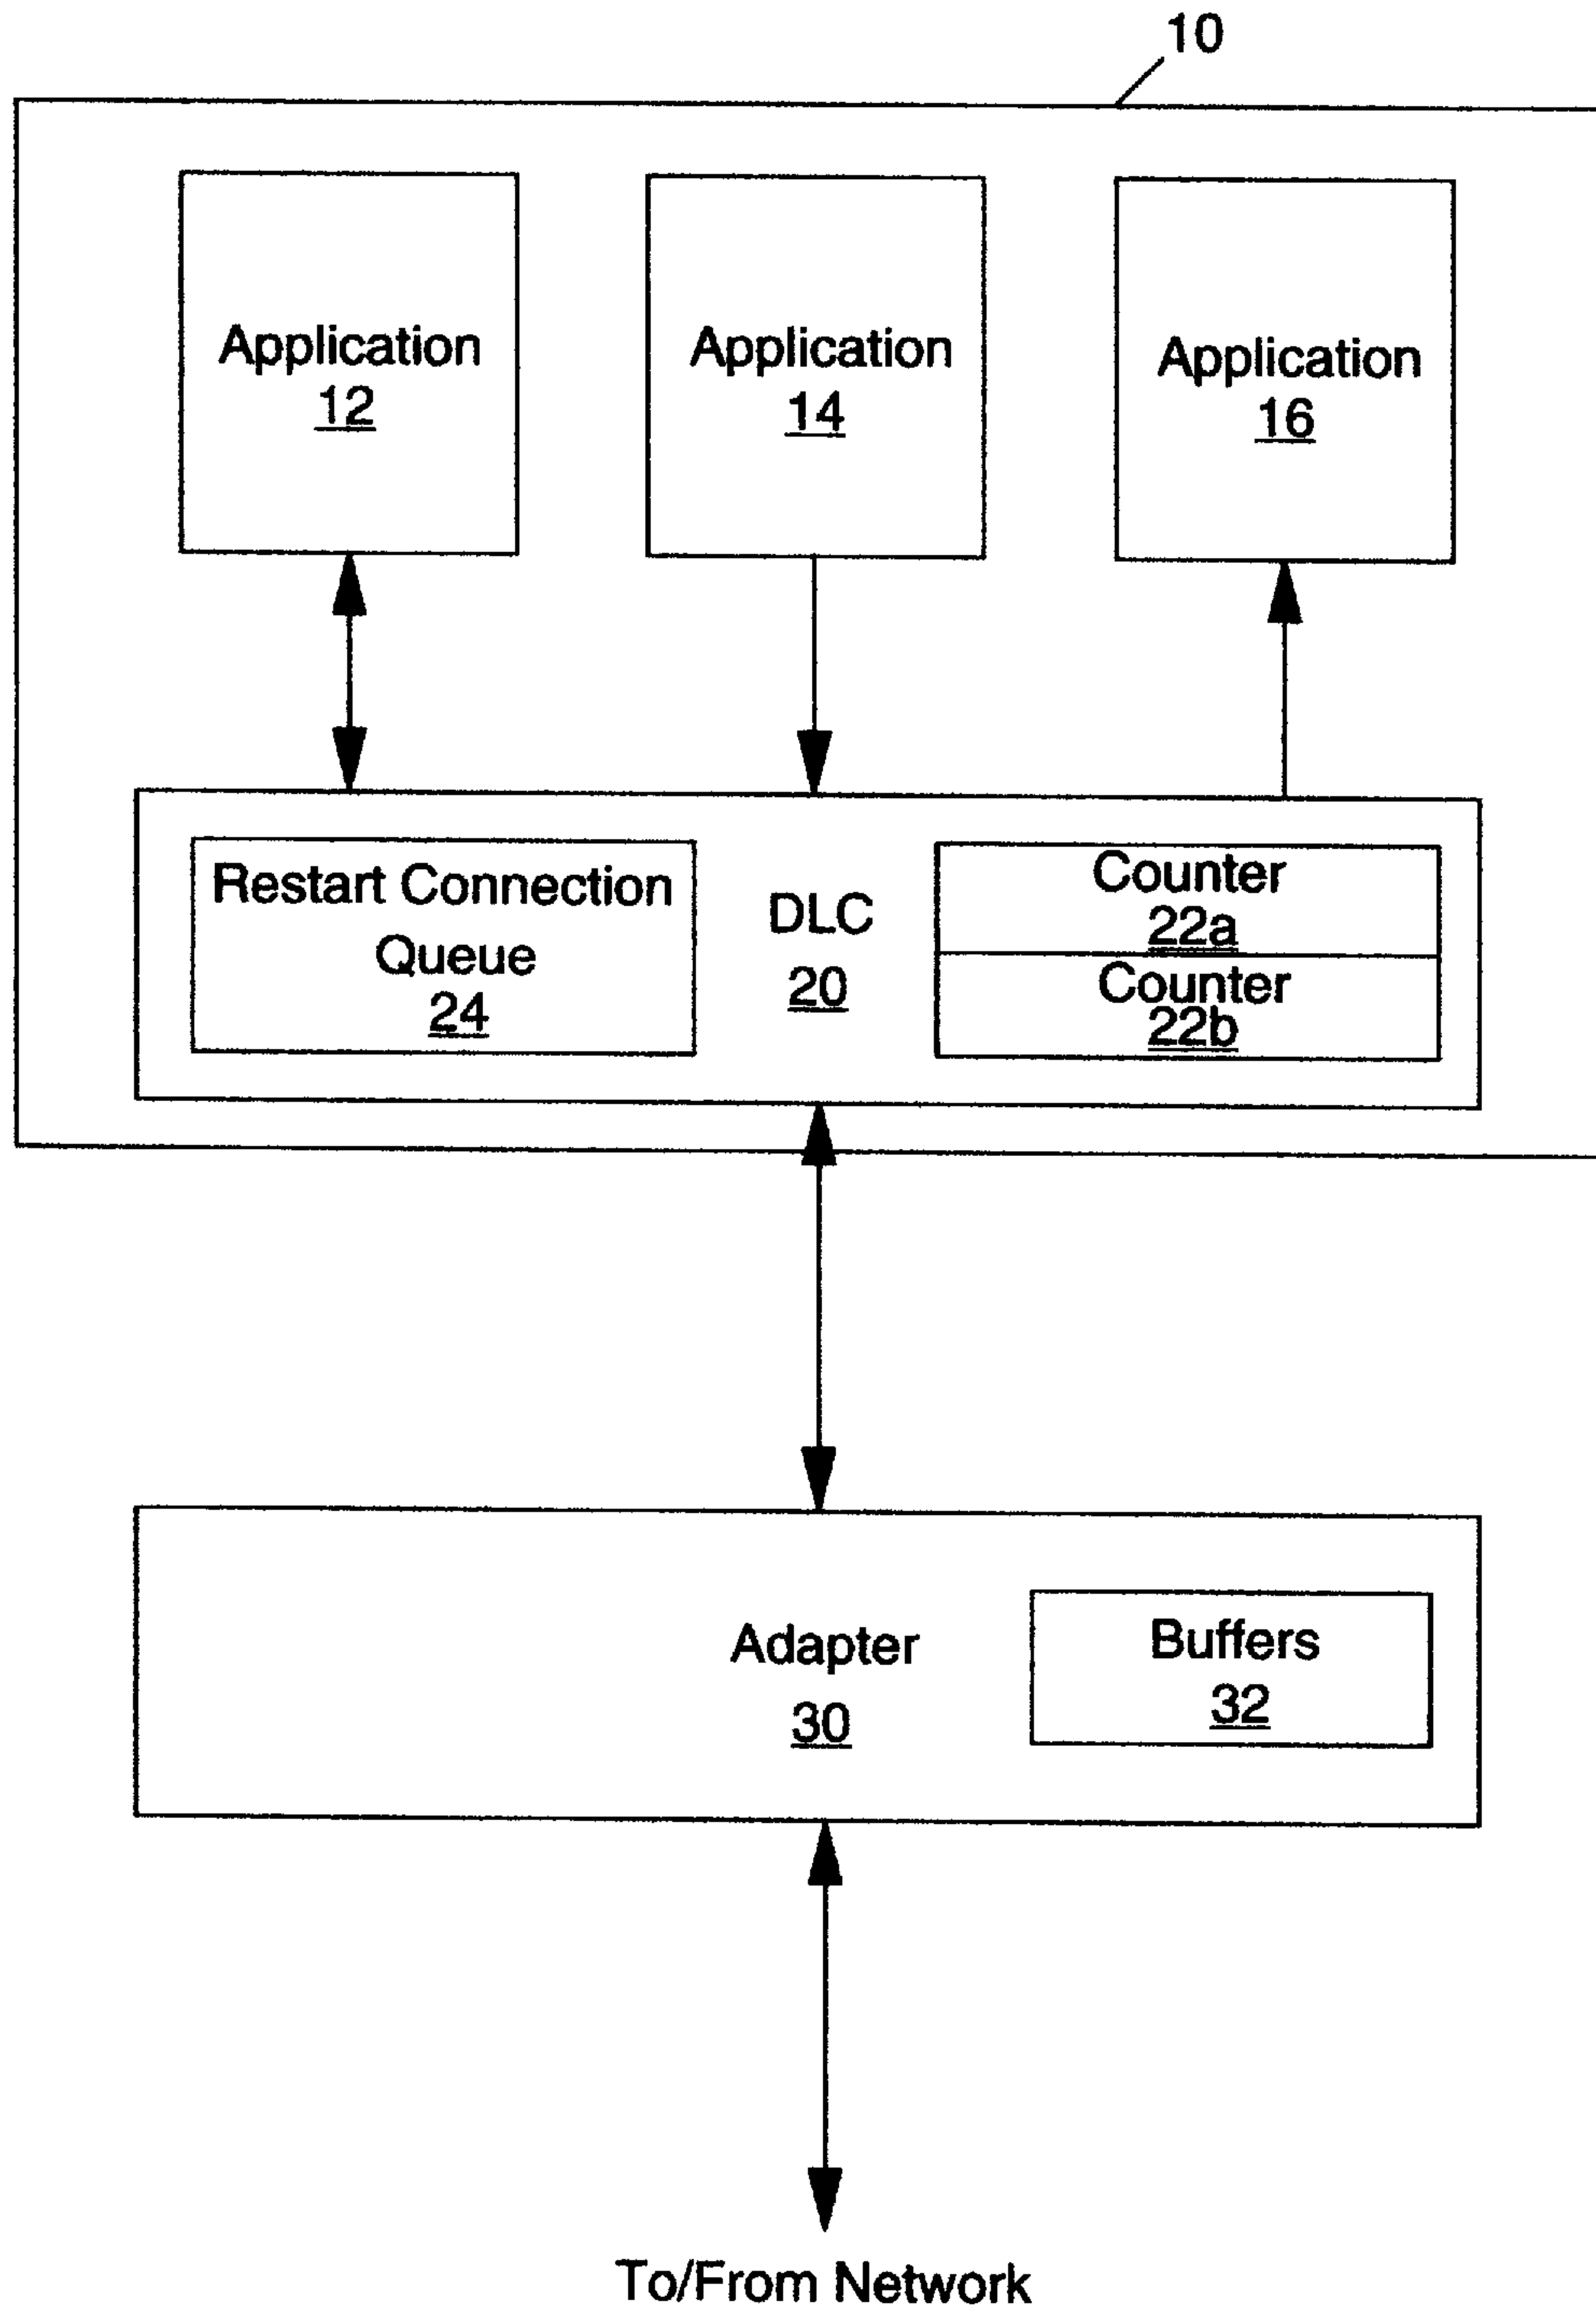 10
Application
12
Application
14
Application
16
Restart Connection
Queue
24
DLC
20
Counter
22a
Counter
22b
Adapter
30
Buffers
32
To/From Network